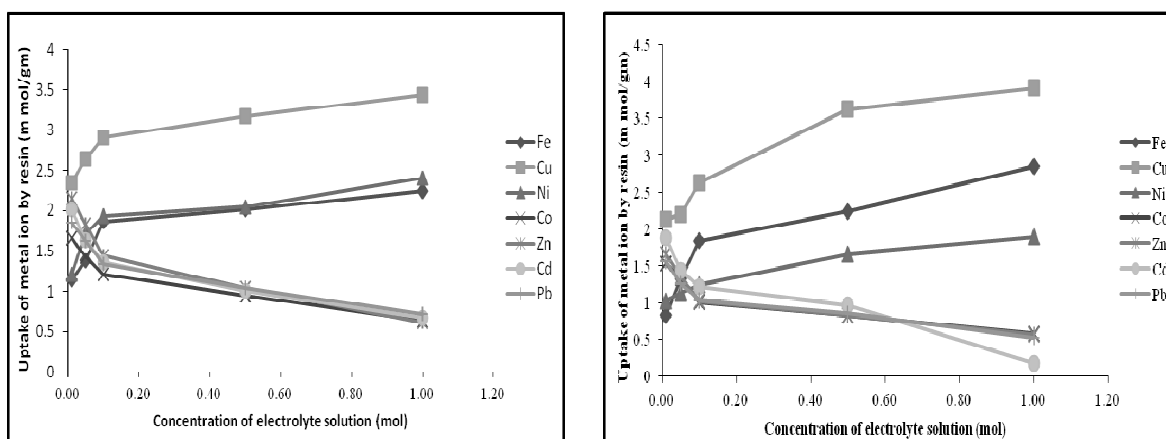 Uptake of metal ion by resin (m mol/gm)
4
3.5
3
2.5
2
1.5
1
0.5
0
0.00 0.20 0.40 0.60 0.80 1.00 1.20
Concentration of electrolyte solution (mol)
Fe
Cu
Ni
Co
Zn
Cd
Pb
Uptake of metal ion by resin (m mol/gm)
4.5
4
3.5
3
2.5
2
1.5
1
0.5
0
0.00 0.20 0.40 0.60 0.80 1.00 1.20
Concentration of electrolyte solution (mol)
Fe
Cu
Ni
Co
Zn
Cd
Pb